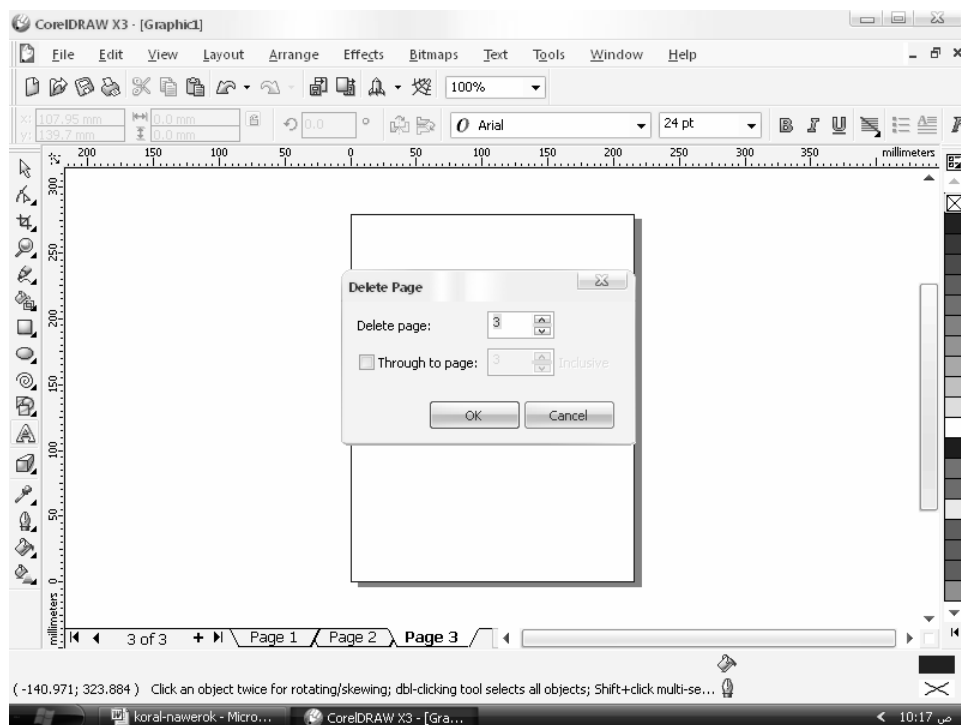 CorelDRAW X3 - [Graphic1]
File Edit View Layout Arrange Effects Bitmaps Text Tools Window Help
100%
x: 107.95 mm 0.0 mm 0.0 ° O Arial 24 pt B I U
y: 139.7 mm 0.0 mm
200 150 100 50 0 50 100 150 200 250 300 350 millimeters
300
250
200
150
100
50
0
millimeters
Delete Page
Delete page: 3
Through to page: 3 Inclusive
OK Cancel
3 of 3 Page 1 Page 2 Page 3
( -140.971; 323.884 ) Click an object twice for rotating/skewing; dbl-clicking tool selects all objects; Shift+click multi-se...
koral-nawerok - Micro... CorelDRAW X3 - [Gra... 10:17 ص